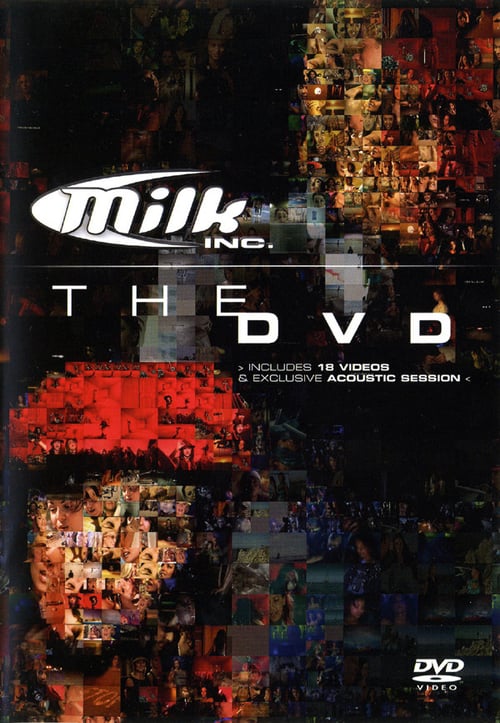 Milk
INC.
THE DVD
> INCLUDES 18 VIDEOS
& EXCLUSIVE ACOUSTIC SESSION <
DVD
VIDEO